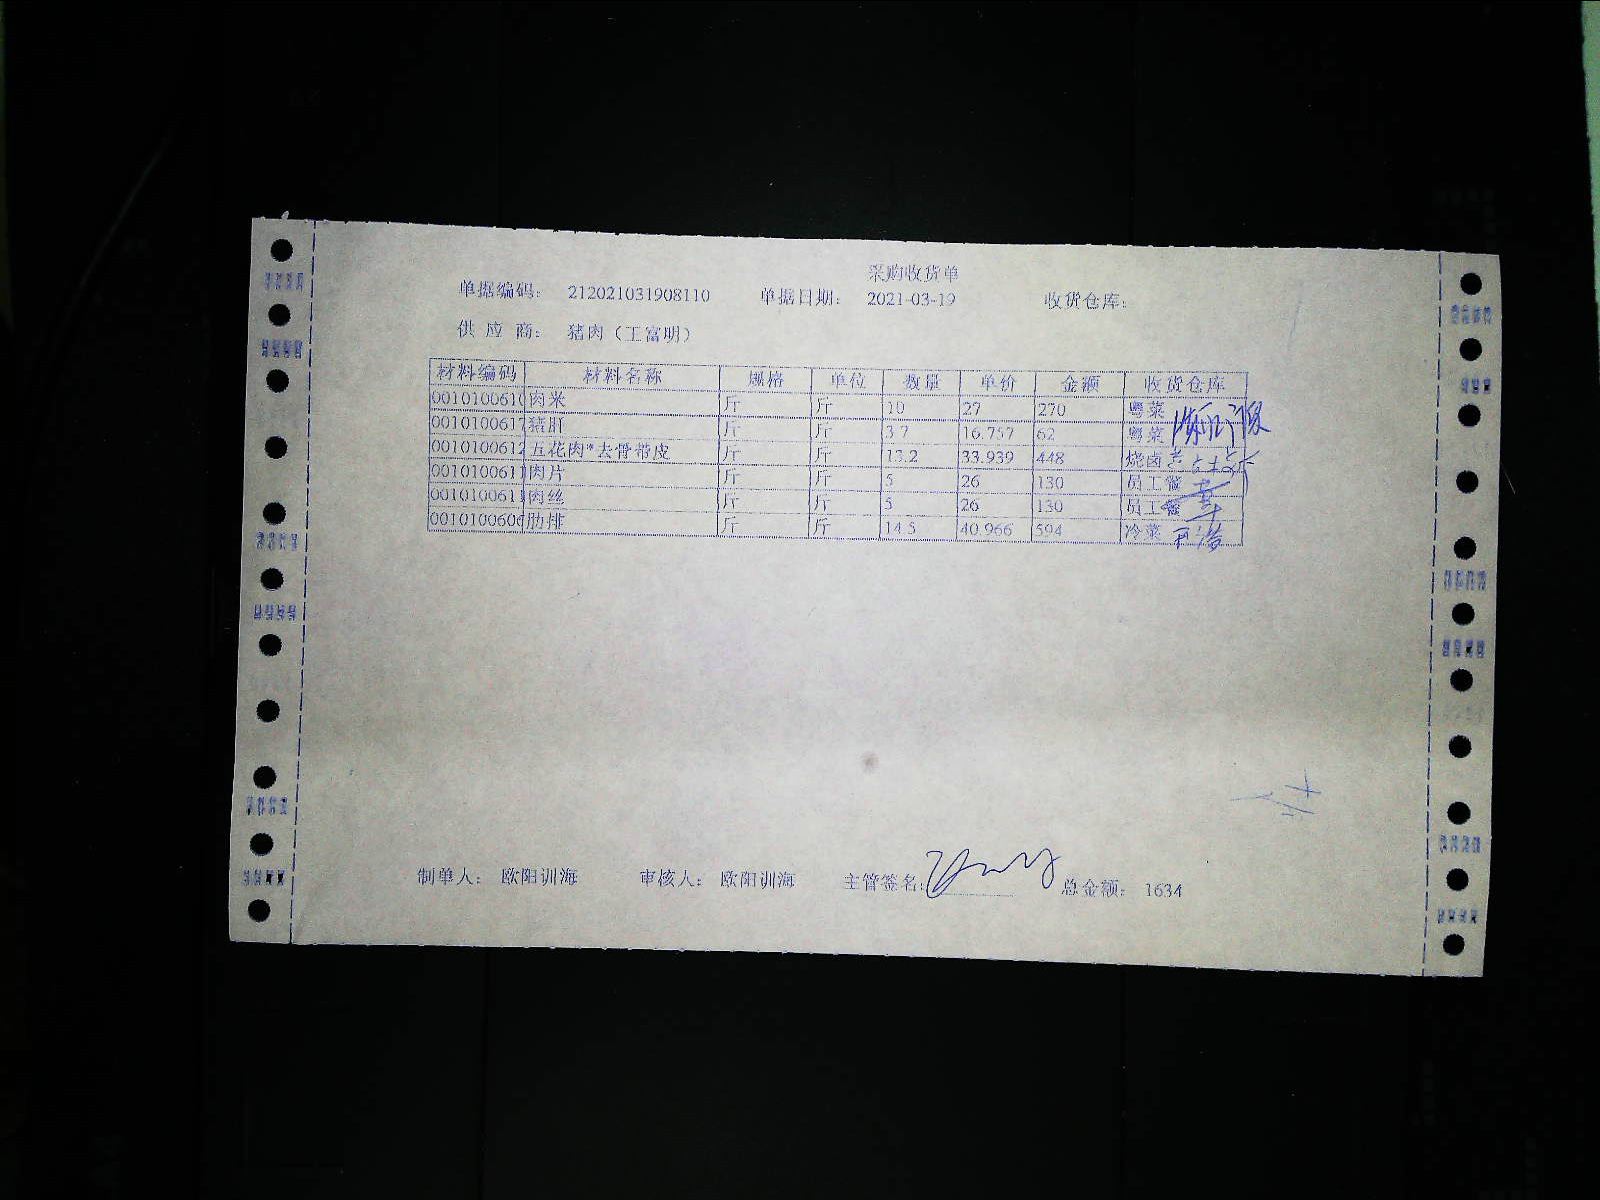 采购收货单
单据编码： 212021031908110 单据日期： 2021-03-19 收货仓库：
供 应 商： 猪肉（王富明）
材料编码 材料名称 规格 单位 数量 单价 金额 收货仓库
0010100610 肉米 斤 斤 10 27 270 粤菜
0010100617 猪肝 斤 斤 3.7 16.757 62 粤菜
0010100612 五花肉*去骨带皮 斤 斤 13.2 33.939 448 烧卤
0010100611 肉片 斤 斤 5 26 130 员工餐
001010061 肉丝 斤 斤 5 26 130 员工餐
0010100606 肋排 斤 斤 14.5 40.966 594 冷菜
制单人： 欧阳训海 审核人： 欧阳训海 主管签名： 总金额： 1634